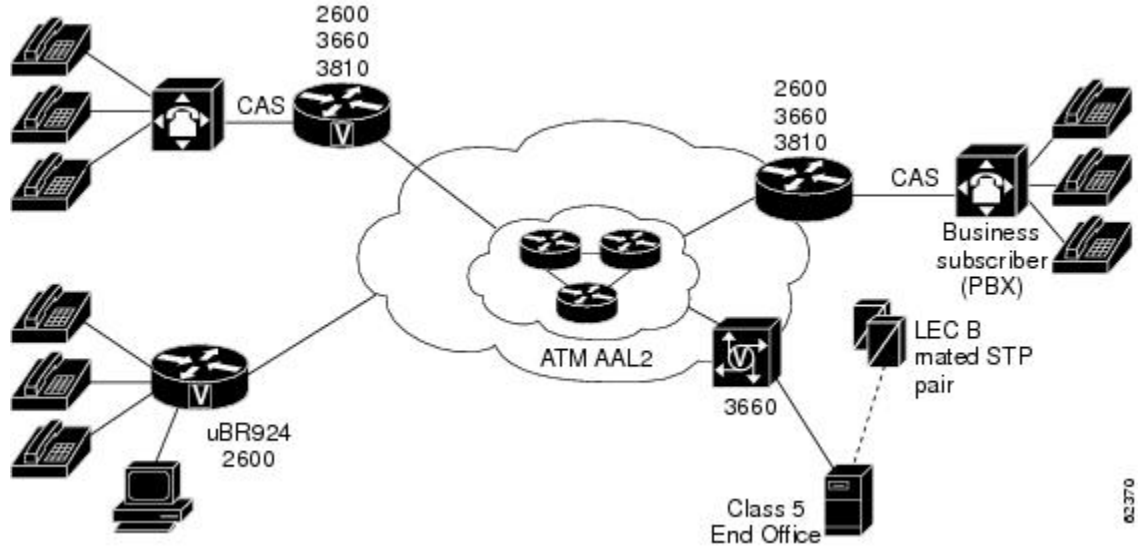 2600
3660
3810
CAS
V
2600
3660
3810
CAS
Business
subscriber
(PBX)
ATM AAL2
V
3660
LEC B
mated STP
pair
V
uBR924
2600
Class 5
End Office
62370